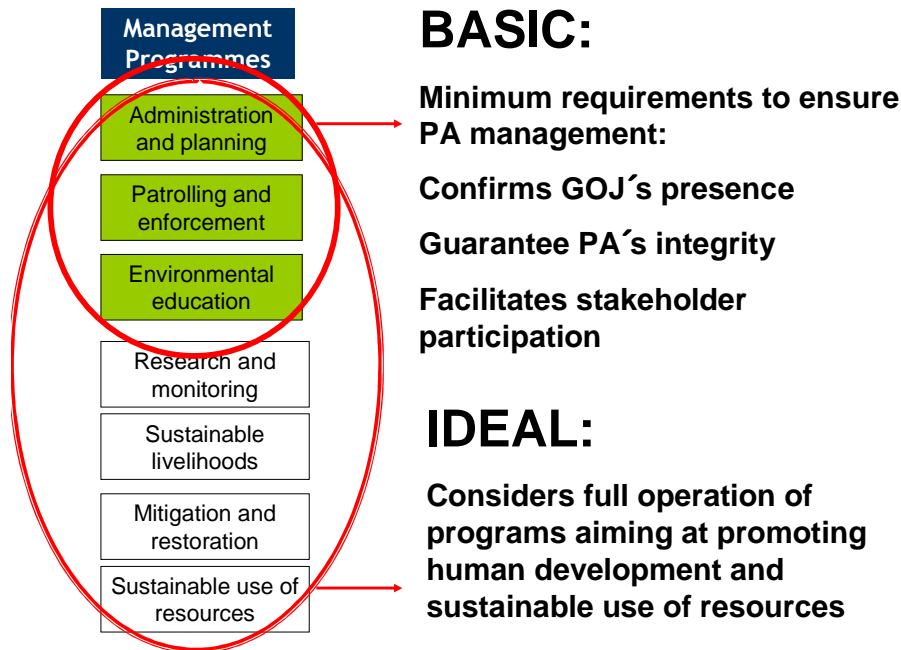 Management
Programmes
Administration
and planning
Patrolling and
enforcement
Environmental
education
Research and
monitoring
Sustainable
livelihoods
Mitigation and
restoration
Sustainable use of
resources
BASIC:
Minimum requirements to ensure
PA management:
Confirms GOJ´s presence
Guarantee PA´s integrity
Facilitates stakeholder
participation
IDEAL:
Considers full operation of
programs aiming at promoting
human development and
sustainable use of resources